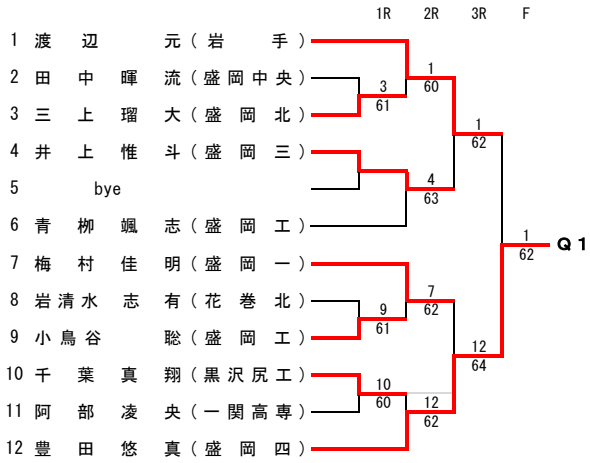 1R 2R 3R F
1 渡辺 元(岩手)
1
2 田中暉流(盛岡中央)
3
60
61
3 三上瑠大(盛岡北)
1
62
4 井上惟斗(盛岡三)
4
5 bye
63
6 青栁颯志(盛岡工)
1
Q1
62
7 梅村佳明(盛岡一)
7
8 岩清水志有(花巻北)
9
62
61
9 小鳥谷聡(盛岡工)
12
64
10 千葉真翔(黒沢尻工)
10
60
12
11 阿部凌央(一関高専)
62
12 豊田悠真(盛岡四)